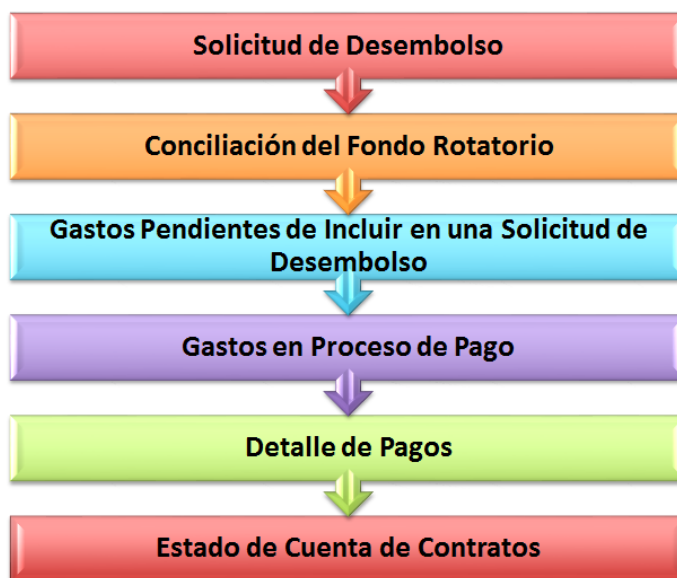 Solicitud de Desembolso
Conciliación del Fondo Rotatorio
Gastos Pendientes de Incluir en una Solicitud de
Desembolso
Gastos en Proceso de Pago
Detalle de Pagos
Estado de Cuenta de Contratos